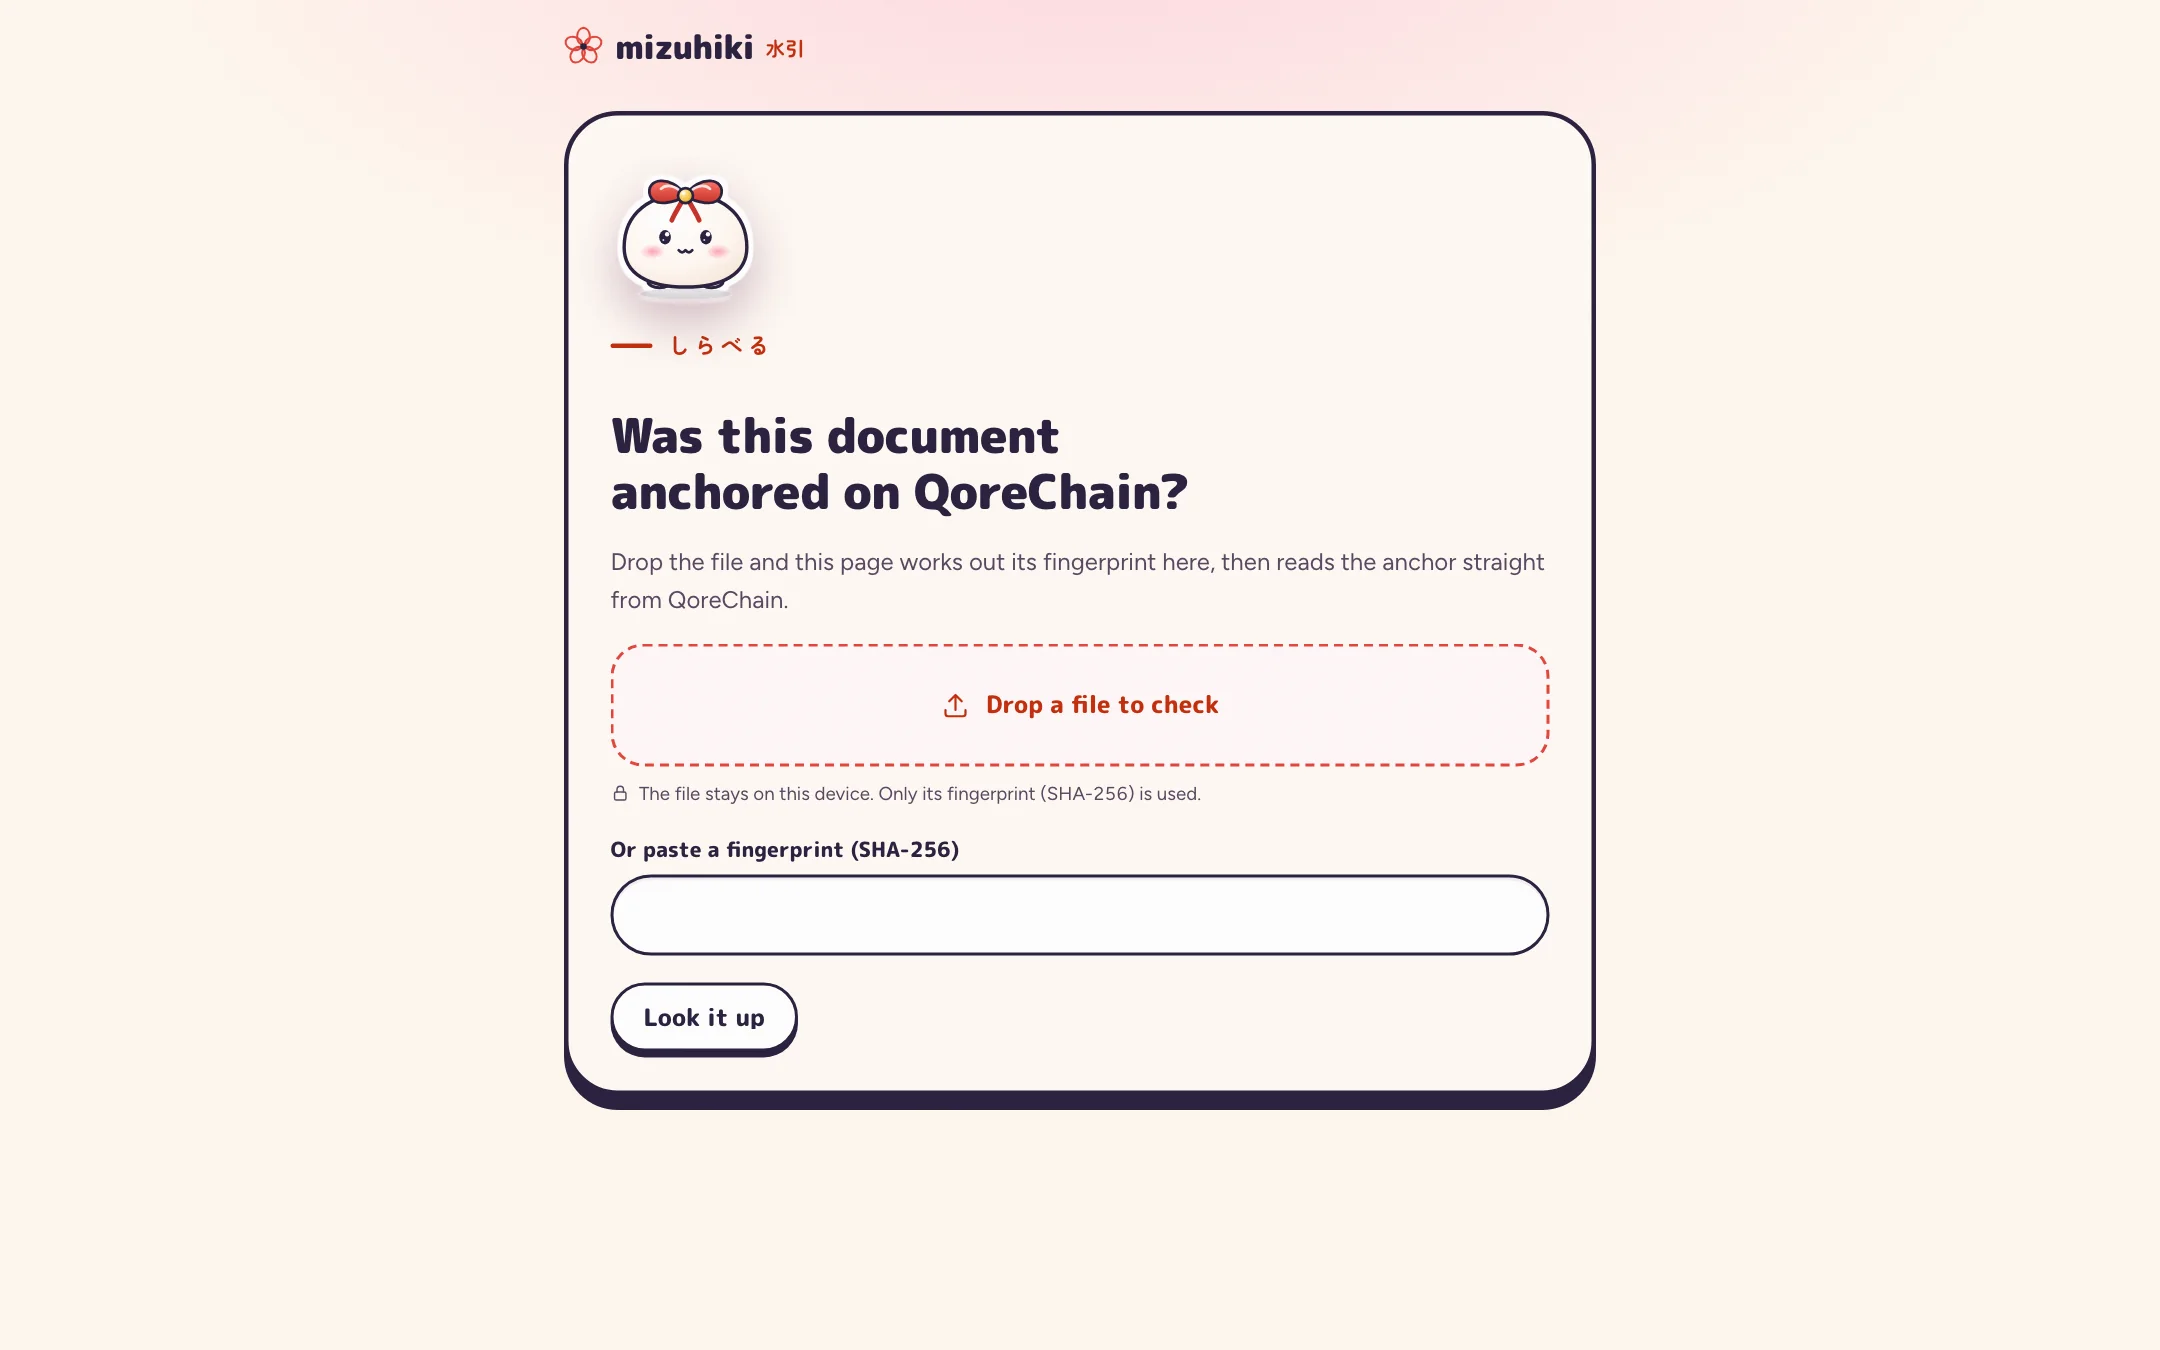 mizuhiki 水引
しらべる
Was this document
anchored on QoreChain?
Drop the file and this page works out its fingerprint here, then reads the anchor straight
from QoreChain.
Drop a file to check
The file stays on this device. Only its fingerprint (SHA-256) is used.
Or paste a fingerprint (SHA-256)
Look it up